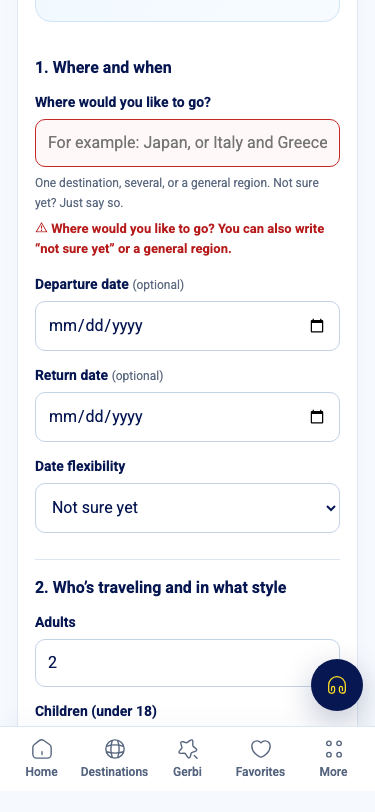 1. Where and when
Where would you like to go?
For example: Japan, or Italy and Greece
One destination, several, or a general region. Not sure
yet? Just say so.
⚠ Where would you like to go? You can also write
“not sure yet” or a general region.
Departure date (optional)
mm/dd/yyyy
Return date (optional)
mm/dd/yyyy
Date flexibility
Not sure yet
2. Who’s traveling and in what style
Adults
2
Children (under 18)
Home
Destinations
Gerbi
Favorites
More